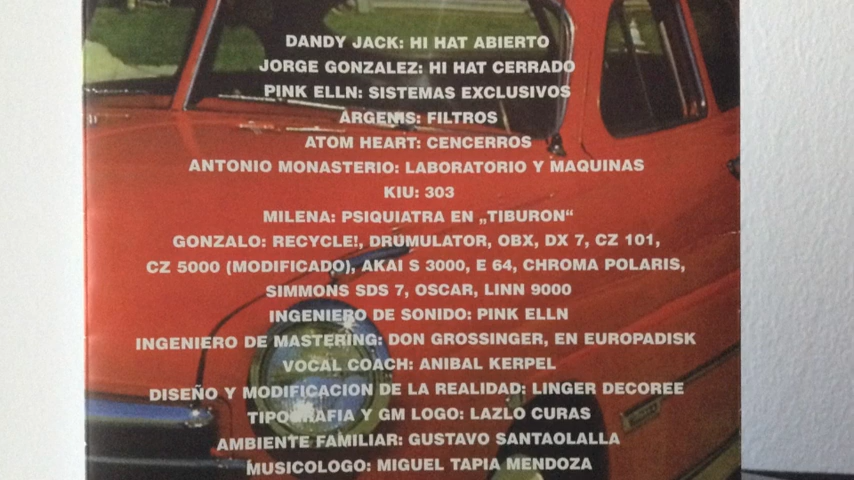 DANDY JACK: HI HAT ABIERTO
JORGE GONZALEZ: HI HAT CERRADO
PINK ELLN: SISTEMAS EXCLUSIVOS
ARGENIS: FILTROS
ATOM HEART: CENCERROS
ANTONIO MONASTERIO: LABORATORIO Y MAQUINAS
KIU: 303
MILENA: PSIQUIATRA EN „TIBURON“
GONZALO: RECYCLE!, DRUMULATOR, OBX, DX 7, CZ 101,
CZ 5000 (MODIFICADO), AKAI S 3000, E 64, CHROMA POLARIS,
SIMMONS SDS 7, OSCAR, LINN 9000
INGENIERO DE SONIDO: PINK ELLN
INGENIERO DE MASTERING: DON GROSSINGER, EN EUROPADISK
VOCAL COACH: ANIBAL KERPEL
DISEÑO Y MODIFICACION DE LA REALIDAD: LINGER DECOREE
TIPOGRAFIA Y GM LOGO: LAZLO CURAS
AMBIENTE FAMILIAR: GUSTAVO SANTAOLALLA
MUSICOLOGO: MIGUEL TAPIA MENDOZA